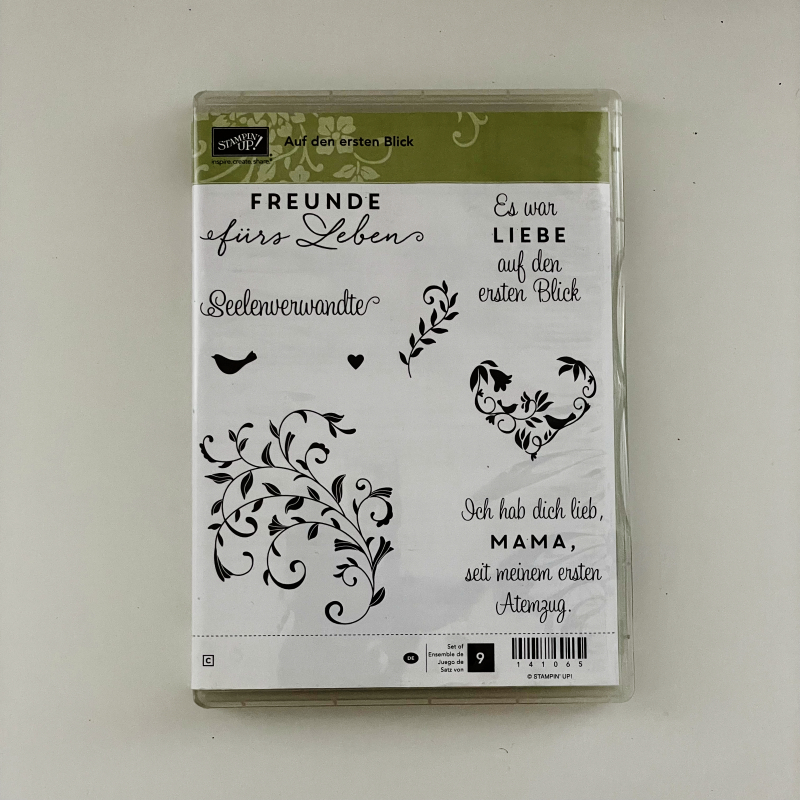 STAMPIN' UP!
inspire. create. share.
Auf den ersten Blick
FREUNDE
fürs Leben
Es war
LIEBE
auf den
ersten Blick
Seelenverwandte
Ich hab dich lieb,
MAMA,
seit meinem ersten
Atemzug.
C
DE
Set of
Ensemble de
Juego de
Satz von
9
141065
© STAMPIN' UP!